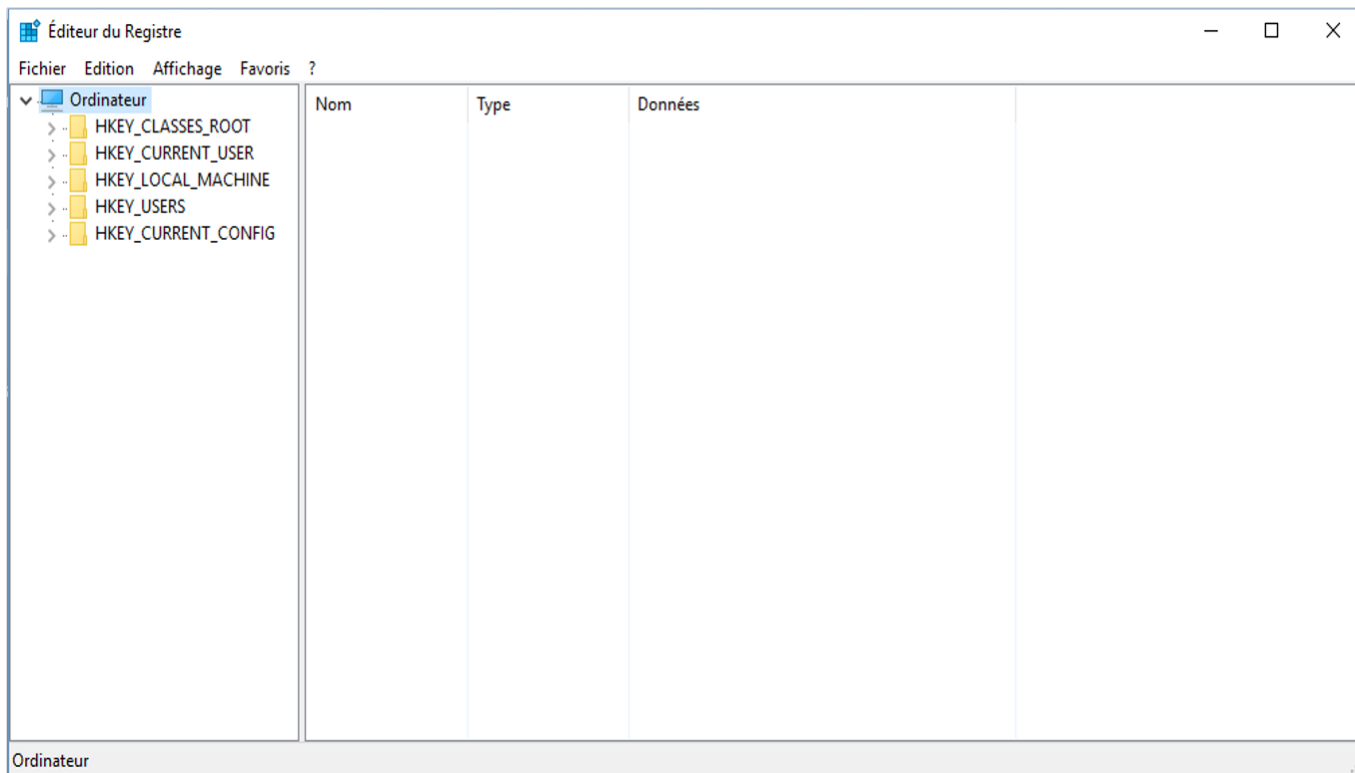 Éditeur du Registre
Fichier Edition Affichage Favoris ?
Ordinateur
Nom Type Données
HKEY_CLASSES_ROOT
HKEY_CURRENT_USER
HKEY_LOCAL_MACHINE
HKEY_USERS
HKEY_CURRENT_CONFIG
Ordinateur